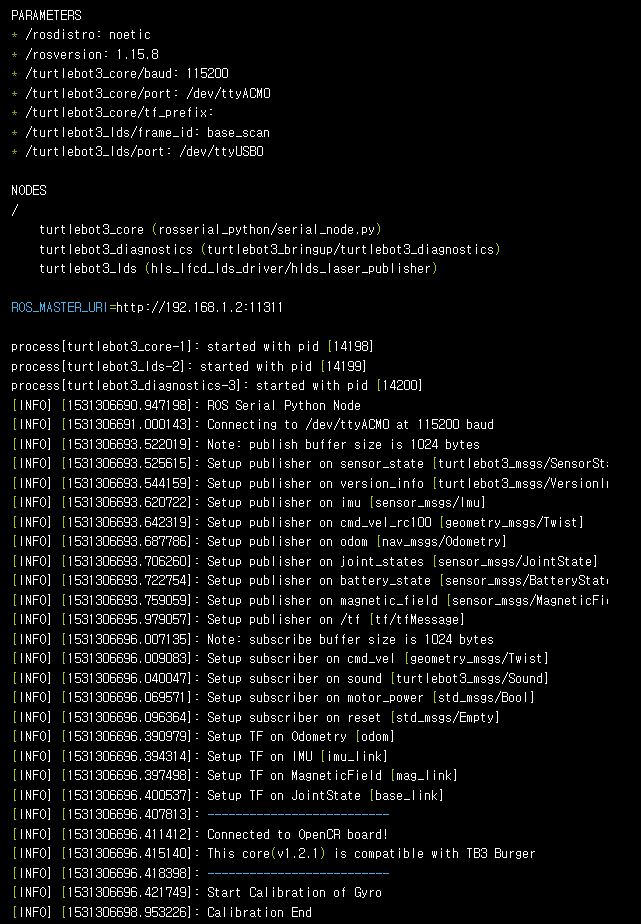 PARAMETERS
* /rosdistro: noetic
* /rosversion: 1.15.8
* /turtlebot3_core/baud: 115200
* /turtlebot3_core/port: /dev/ttyACM0
* /turtlebot3_core/tf_prefix:
* /turtlebot3_lds/frame_id: base_scan
* /turtlebot3_lds/port: /dev/ttyUSB0
NODES
/
turtlebot3_core (rosserial_python/serial_node.py)
turtlebot3_diagnostics (turtlebot3_bringup/turtlebot3_diagnostics)
turtlebot3_lds (hls_lfcd_lds_driver/hlds_laser_publisher)
ROS_MASTER_URI=http://192.168.1.2:11311
process[turtlebot3_core-1]: started with pid [14198]
process[turtlebot3_lds-2]: started with pid [14199]
process[turtlebot3_diagnostics-3]: started with pid [14200]
[INFO] [1531306690.947198]: ROS Serial Python Node
[INFO] [1531306691.000143]: Connecting to /dev/ttyACM0 at 115200 baud
[INFO] [1531306693.522019]: Note: publish buffer size is 1024 bytes
[INFO] [1531306693.525615]: Setup publisher on sensor_state [turtlebot3_msgs/SensorSt
[INFO] [1531306693.544159]: Setup publisher on version_info [turtlebot3_msgs/VersionI
[INFO] [1531306693.620722]: Setup publisher on imu [sensor_msgs/Imu]
[INFO] [1531306693.642319]: Setup publisher on cmd_vel_rc100 [geometry_msgs/Twist]
[INFO] [1531306693.687786]: Setup publisher on odom [nav_msgs/Odometry]
[INFO] [1531306693.706260]: Setup publisher on joint_states [sensor_msgs/JointState]
[INFO] [1531306693.722754]: Setup publisher on battery_state [sensor_msgs/BatteryStat
[INFO] [1531306693.759059]: Setup publisher on magnetic_field [sensor_msgs/MagneticFi
[INFO] [1531306695.979057]: Setup publisher on /tf [tf/tfMessage]
[INFO] [1531306696.007135]: Note: subscribe buffer size is 1024 bytes
[INFO] [1531306696.009083]: Setup subscriber on cmd_vel [geometry_msgs/Twist]
[INFO] [1531306696.040047]: Setup subscriber on sound [turtlebot3_msgs/Sound]
[INFO] [1531306696.069571]: Setup subscriber on motor_power [std_msgs/Bool]
[INFO] [1531306696.096364]: Setup subscriber on reset [std_msgs/Empty]
[INFO] [1531306696.390979]: Setup TF on Odometry [odom]
[INFO] [1531306696.394314]: Setup TF on IMU [imu_link]
[INFO] [1531306696.397498]: Setup TF on MagneticField [mag_link]
[INFO] [1531306696.400537]: Setup TF on JointState [base_link]
[INFO] [1531306696.407813]: --------------------------
[INFO] [1531306696.411412]: Connected to OpenCR board!
[INFO] [1531306696.415140]: This core(v1.2.1) is compatible with TB3 Burger
[INFO] [1531306696.418398]: --------------------------
[INFO] [1531306696.421749]: Start Calibration of Gyro
[INFO] [1531306698.953226]: Calibration End